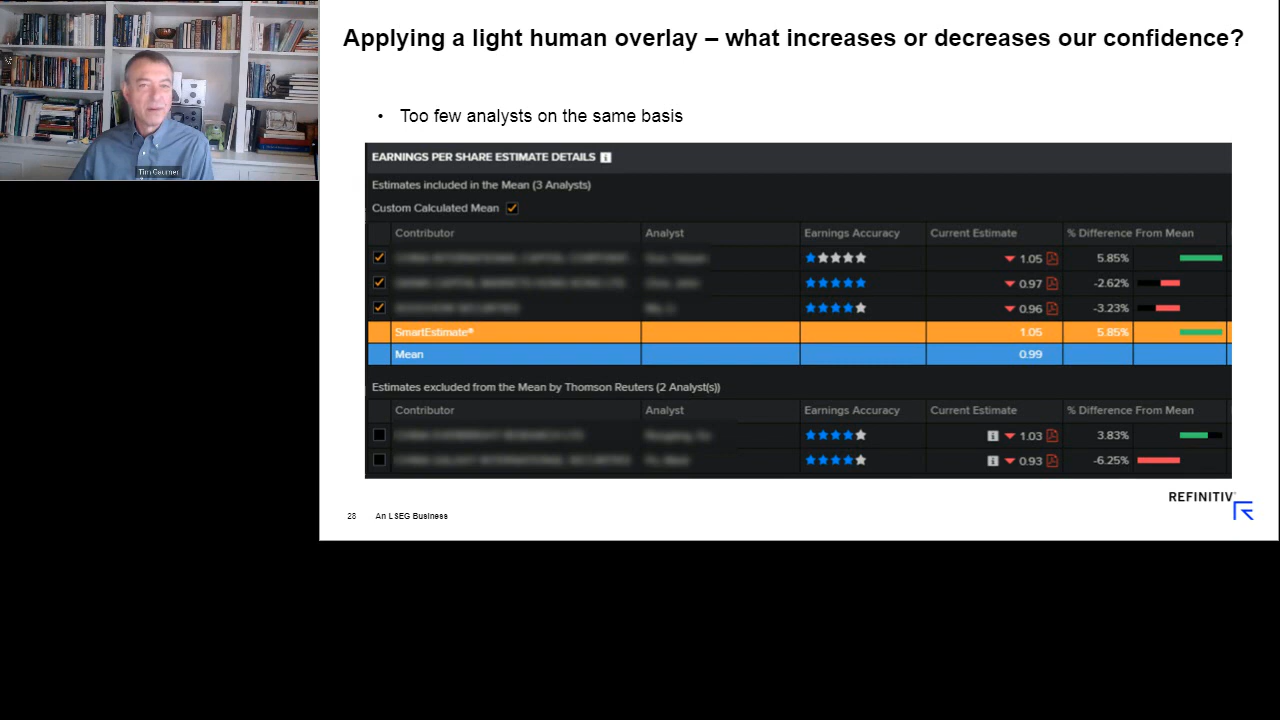 Applying a light human overlay – what increases or decreases our confidence?
• Too few analysts on the same basis
EARNINGS PER SHARE ESTIMATE DETAILS i
Estimates included in the Mean (3 Analysts)
Custom Calculated Mean
Contributor Analyst Earnings Accuracy Current Estimate % Difference From Mean
1.05 5.85%
0.97 -2.62%
0.96 -3.23%
SmartEstimate® 1.05 5.85%
Mean 0.99
Estimates excluded from the Mean by Thomson Reuters (2 Analyst(s))
Contributor Analyst Earnings Accuracy Current Estimate % Difference From Mean
i 1.03 3.83%
i 0.93 -6.25%
REFINITIV
28 An LSEG Business